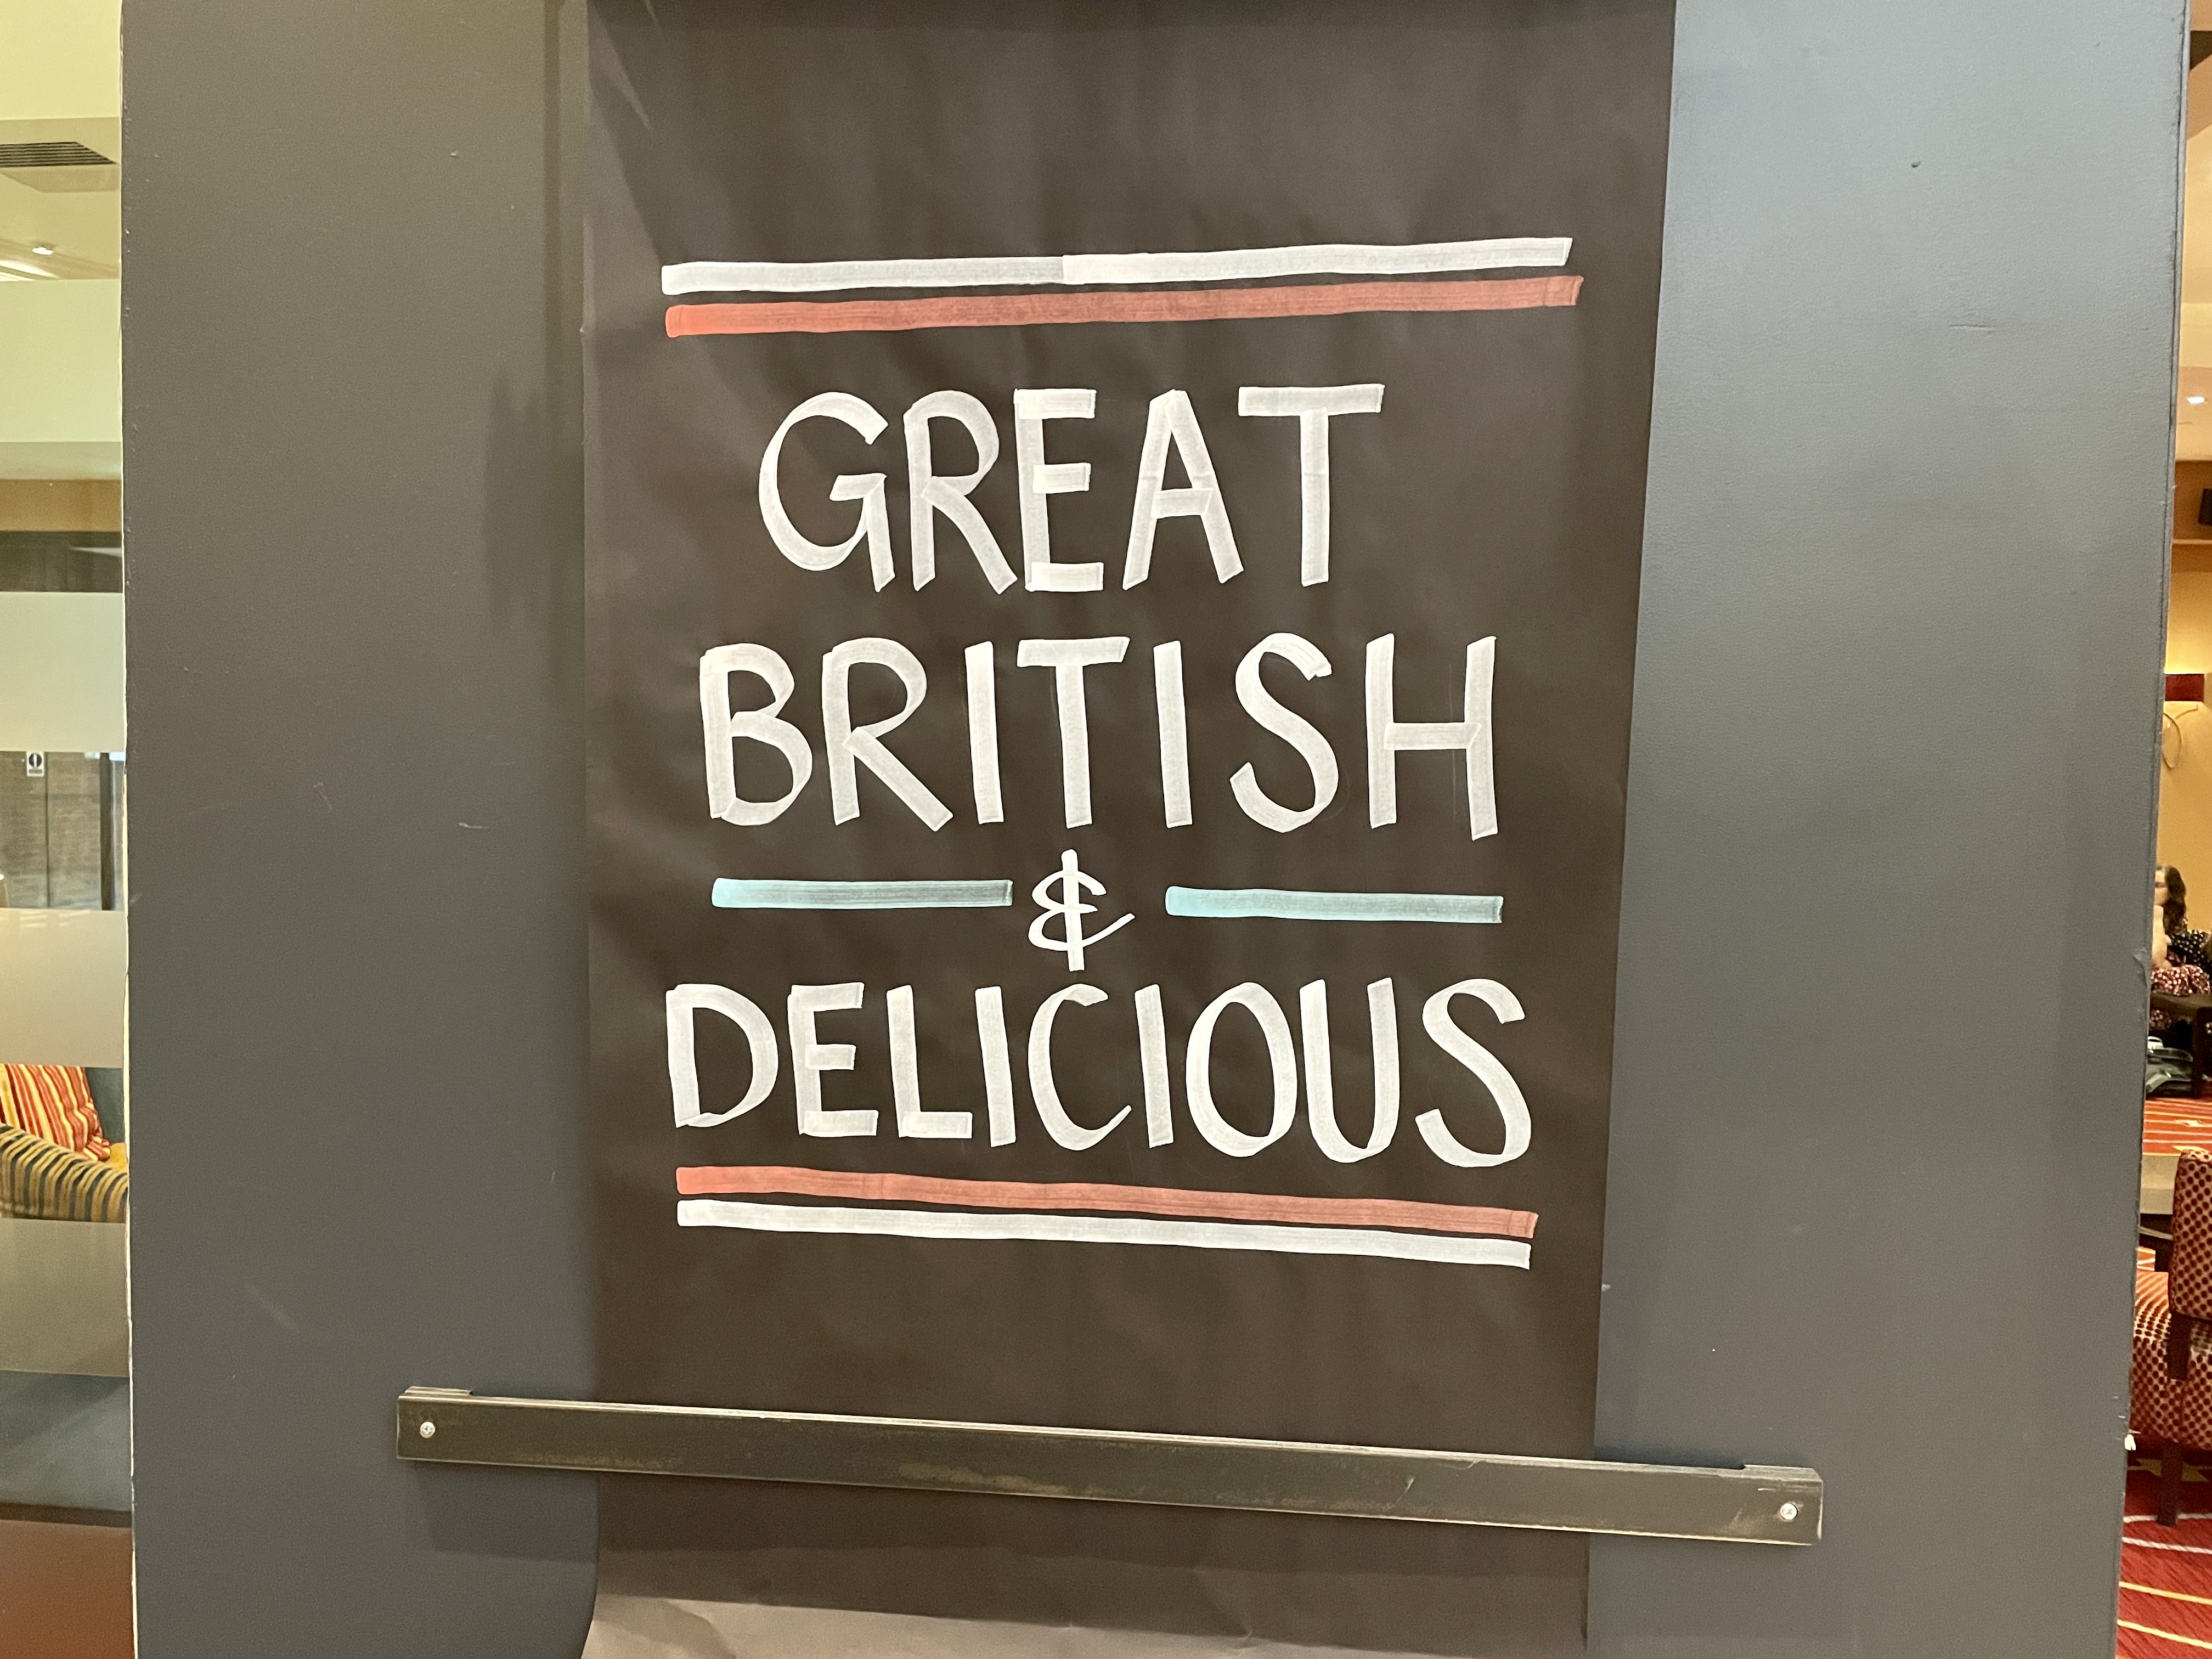 GREAT
BRITISH
&
DELICIOUS